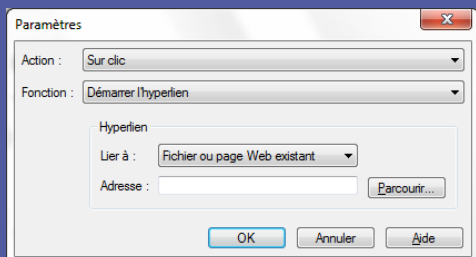 Paramètres
Action : Sur clic
Fonction : Démarrer l'hyperlien
Hyperlien
Lier à : Fichier ou page Web existant
Adresse : Parcourir...
OK Annuler Aide